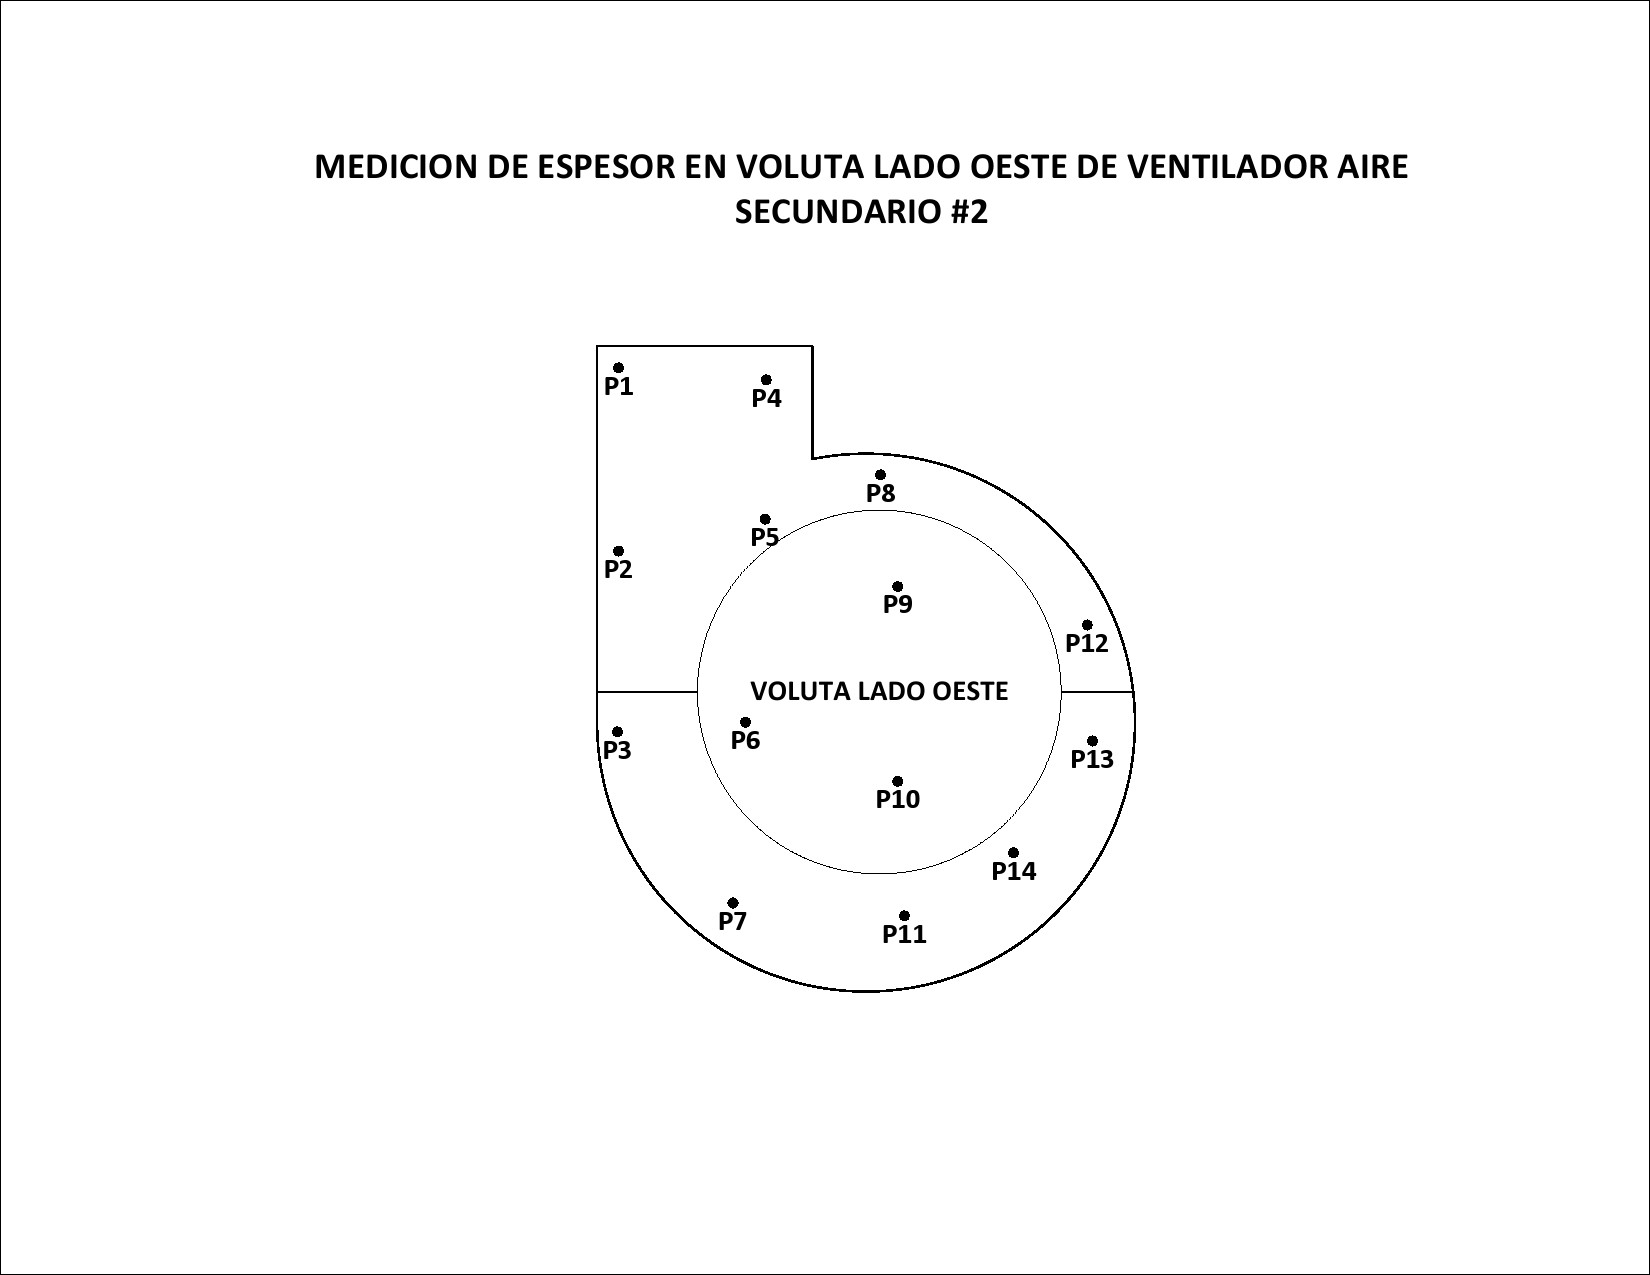 MEDICION DE ESPESOR EN VOLUTA LADO OESTE DE VENTILADOR AIRE
SECUNDARIO #2
P1
P4
P8
P5
P2
P9
P12
VOLUTA LADO OESTE
P6
P3
P13
P10
P14
P7
P11